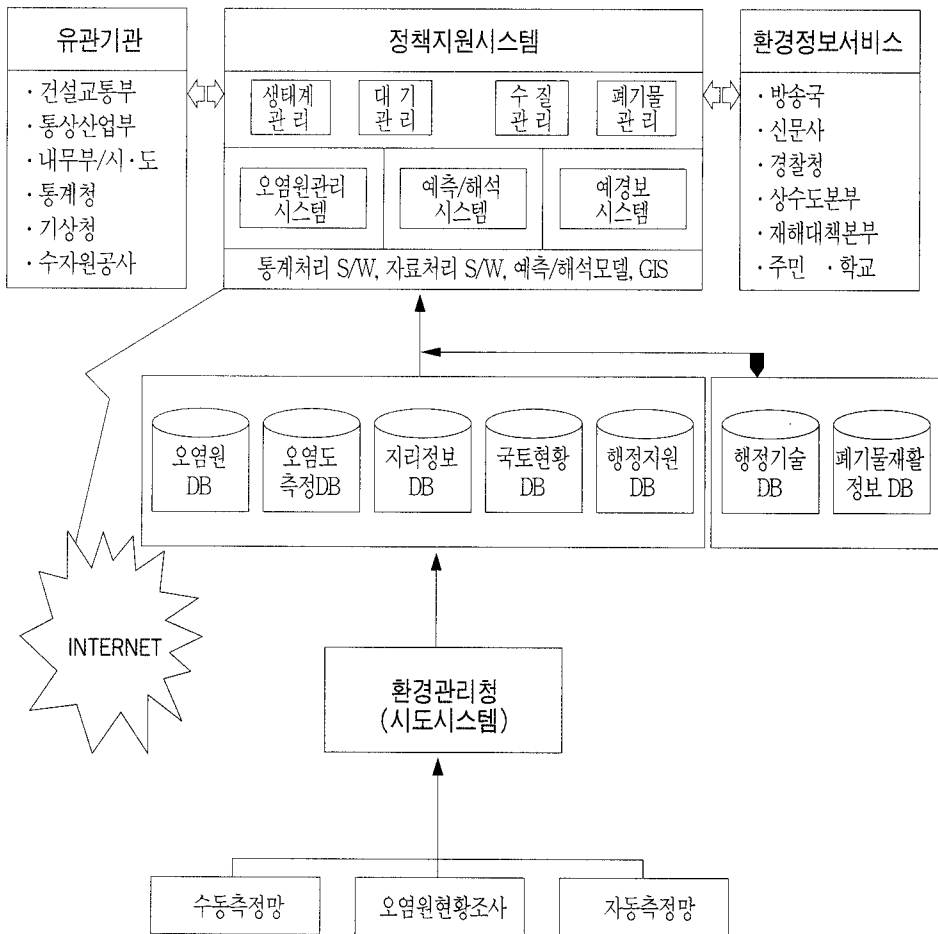 유관기관
· 건설교통부
· 통상산업부
· 내무부/시 · 도
· 통계청
· 기상청
· 수자원공사
정책지원시스템
생태계
관 리
대 기
관 리
수 질
관 리
폐기물
관 리
오염원관리
시스템
예측/해석
시스템
예경보
시스템
통계처리 S/W, 자료처리 S/W, 예측/해석모델, GIS
환경정보서비스
· 방송국
· 신문사
· 경찰청
· 상수도본부
· 재해대책본부
· 주민 · 학교
오염원
DB
오염도
측정DB
지리정보
DB
국토현황
DB
행정지원
DB
행정기술
DB
폐기물재활
정보 DB
INTERNET
환경관리청
(시도시스템)
수동측정망
오염원현황조사
자동측정망